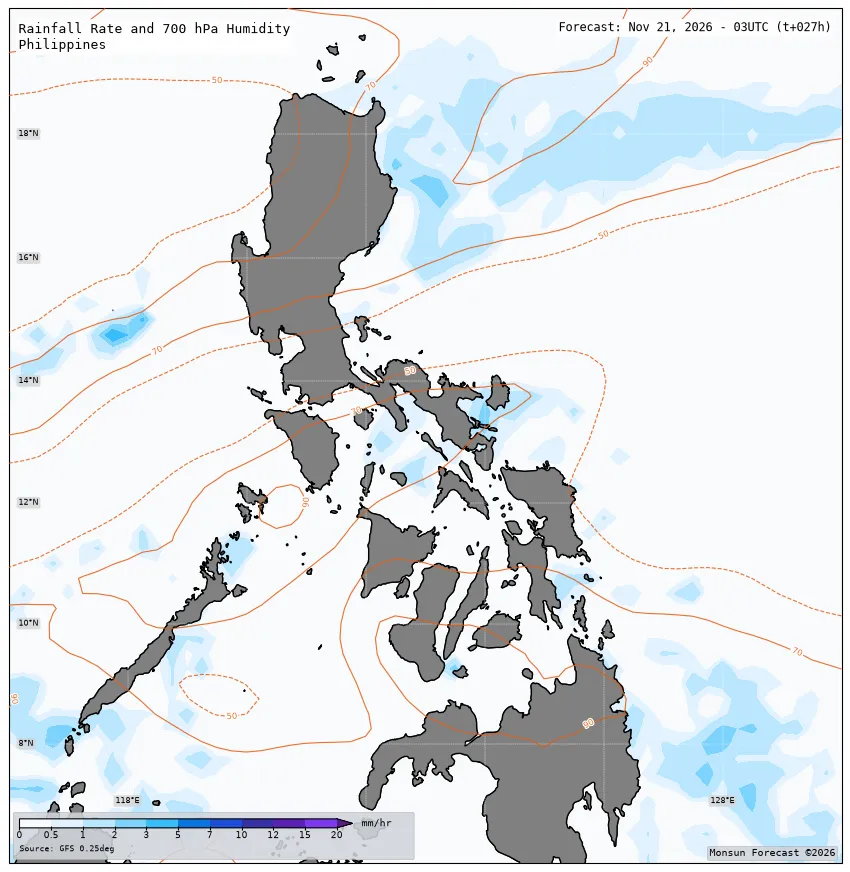 Rainfall Rate and 700 hPa Humidity
Philippines
Forecast: Nov 21, 2026 - 03UTC (t+027h)
50
70
90
18°N
50
16°N
70
14°N
50
70
12°N
90
10°N
70
90
50
90
8°N
118°E
128°E
mm/hr
0 0.5 1 2 3 5 7 10 12 15 20
Source: GFS 0.25deg
Monsun Forecast ©2026